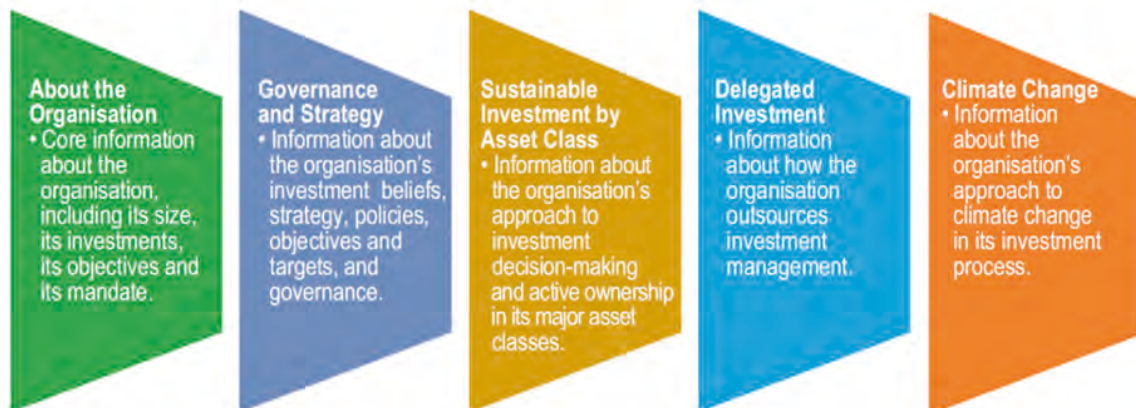 About the
Organisation
• Core information
about the
organisation,
including its size,
its investments,
its objectives and
its mandate.
Governance
and Strategy
• Information about
the organisation's
investment beliefs,
strategy, policies,
objectives and
targets, and
governance.
Sustainable
Investment by
Asset Class
• Information about
the organisation's
approach to
investment
decision-making
and active ownership
in its major asset
classes.
Delegated
Investment
• Information
about how the
organisation
outsources
investment
management.
Climate Change
• Information
about the
organisation's
approach to
climate change
in its investment
process.